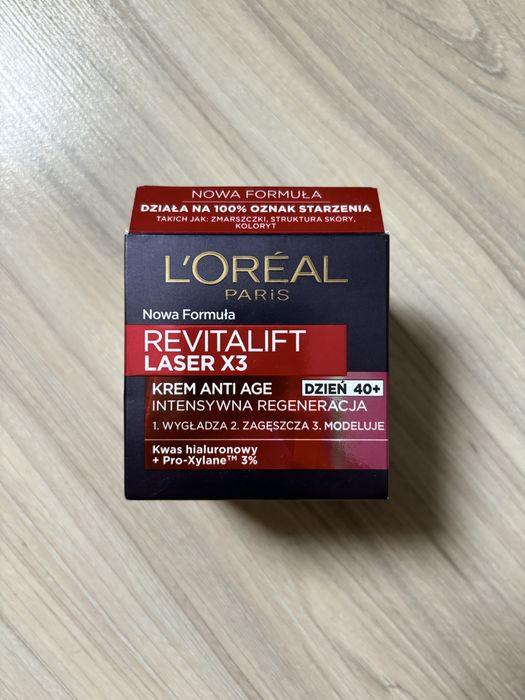 NOWA FORMUŁA
DZIAŁA NA 100% OZNAK STARZENIA
TAKICH JAK: ZMARSZCZKI, STRUKTURA SKÓRY,
KOLORYT
L'ORÉAL
PARiS
Nowa Formuła
REVITALIFT
LASER X3
KREM ANTI AGE DZIEŃ 40+
INTENSYWNA REGENERACJA
1. WYGŁADZA 2. ZAGĘSZCZA 3. MODELUJE
Kwas hialuronowy
+ Pro-Xylane™ 3%